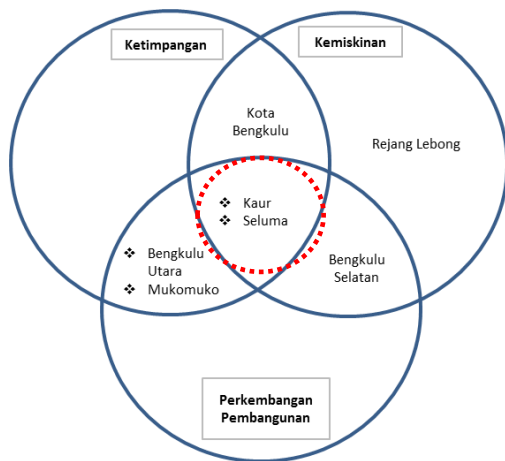 Ketimpangan
Kemiskinan
Kota
Bengkulu
Rejang Lebong
❖ Kaur
❖ Seluma
❖ Bengkulu
Utara
❖ Mukomuko
Bengkulu
Selatan
Perkembangan
Pembangunan